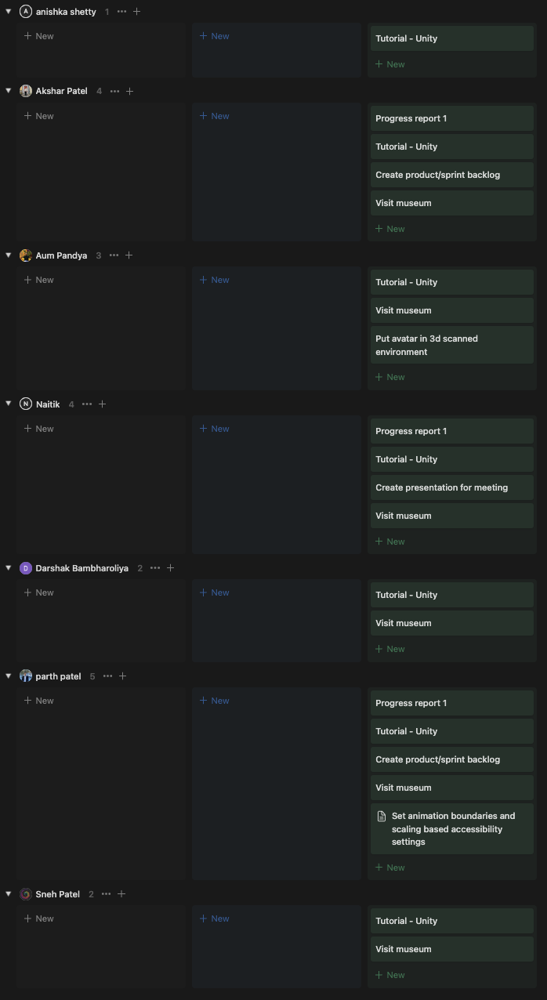 A anishka shetty 1 ··· +
+ New
+ New
Tutorial - Unity
+ New
Akshar Patel 4 ··· +
+ New
+ New
Progress report 1
Tutorial - Unity
Create product/sprint backlog
Visit museum
+ New
Aum Pandya 3 ··· +
+ New
+ New
Tutorial - Unity
Visit museum
Put avatar in 3d scanned
environment
+ New
N Naitik 4 ··· +
+ New
+ New
Progress report 1
Tutorial - Unity
Create presentation for meeting
Visit museum
+ New
D Darshak Bambharoliya 2 ··· +
+ New
+ New
Tutorial - Unity
Visit museum
+ New
parth patel 5 ··· +
+ New
+ New
Progress report 1
Tutorial - Unity
Create product/sprint backlog
Visit museum
Set animation boundaries and
scaling based accessibility
settings
+ New
Sneh Patel 2 ··· +
+ New
+ New
Tutorial - Unity
Visit museum
+ New